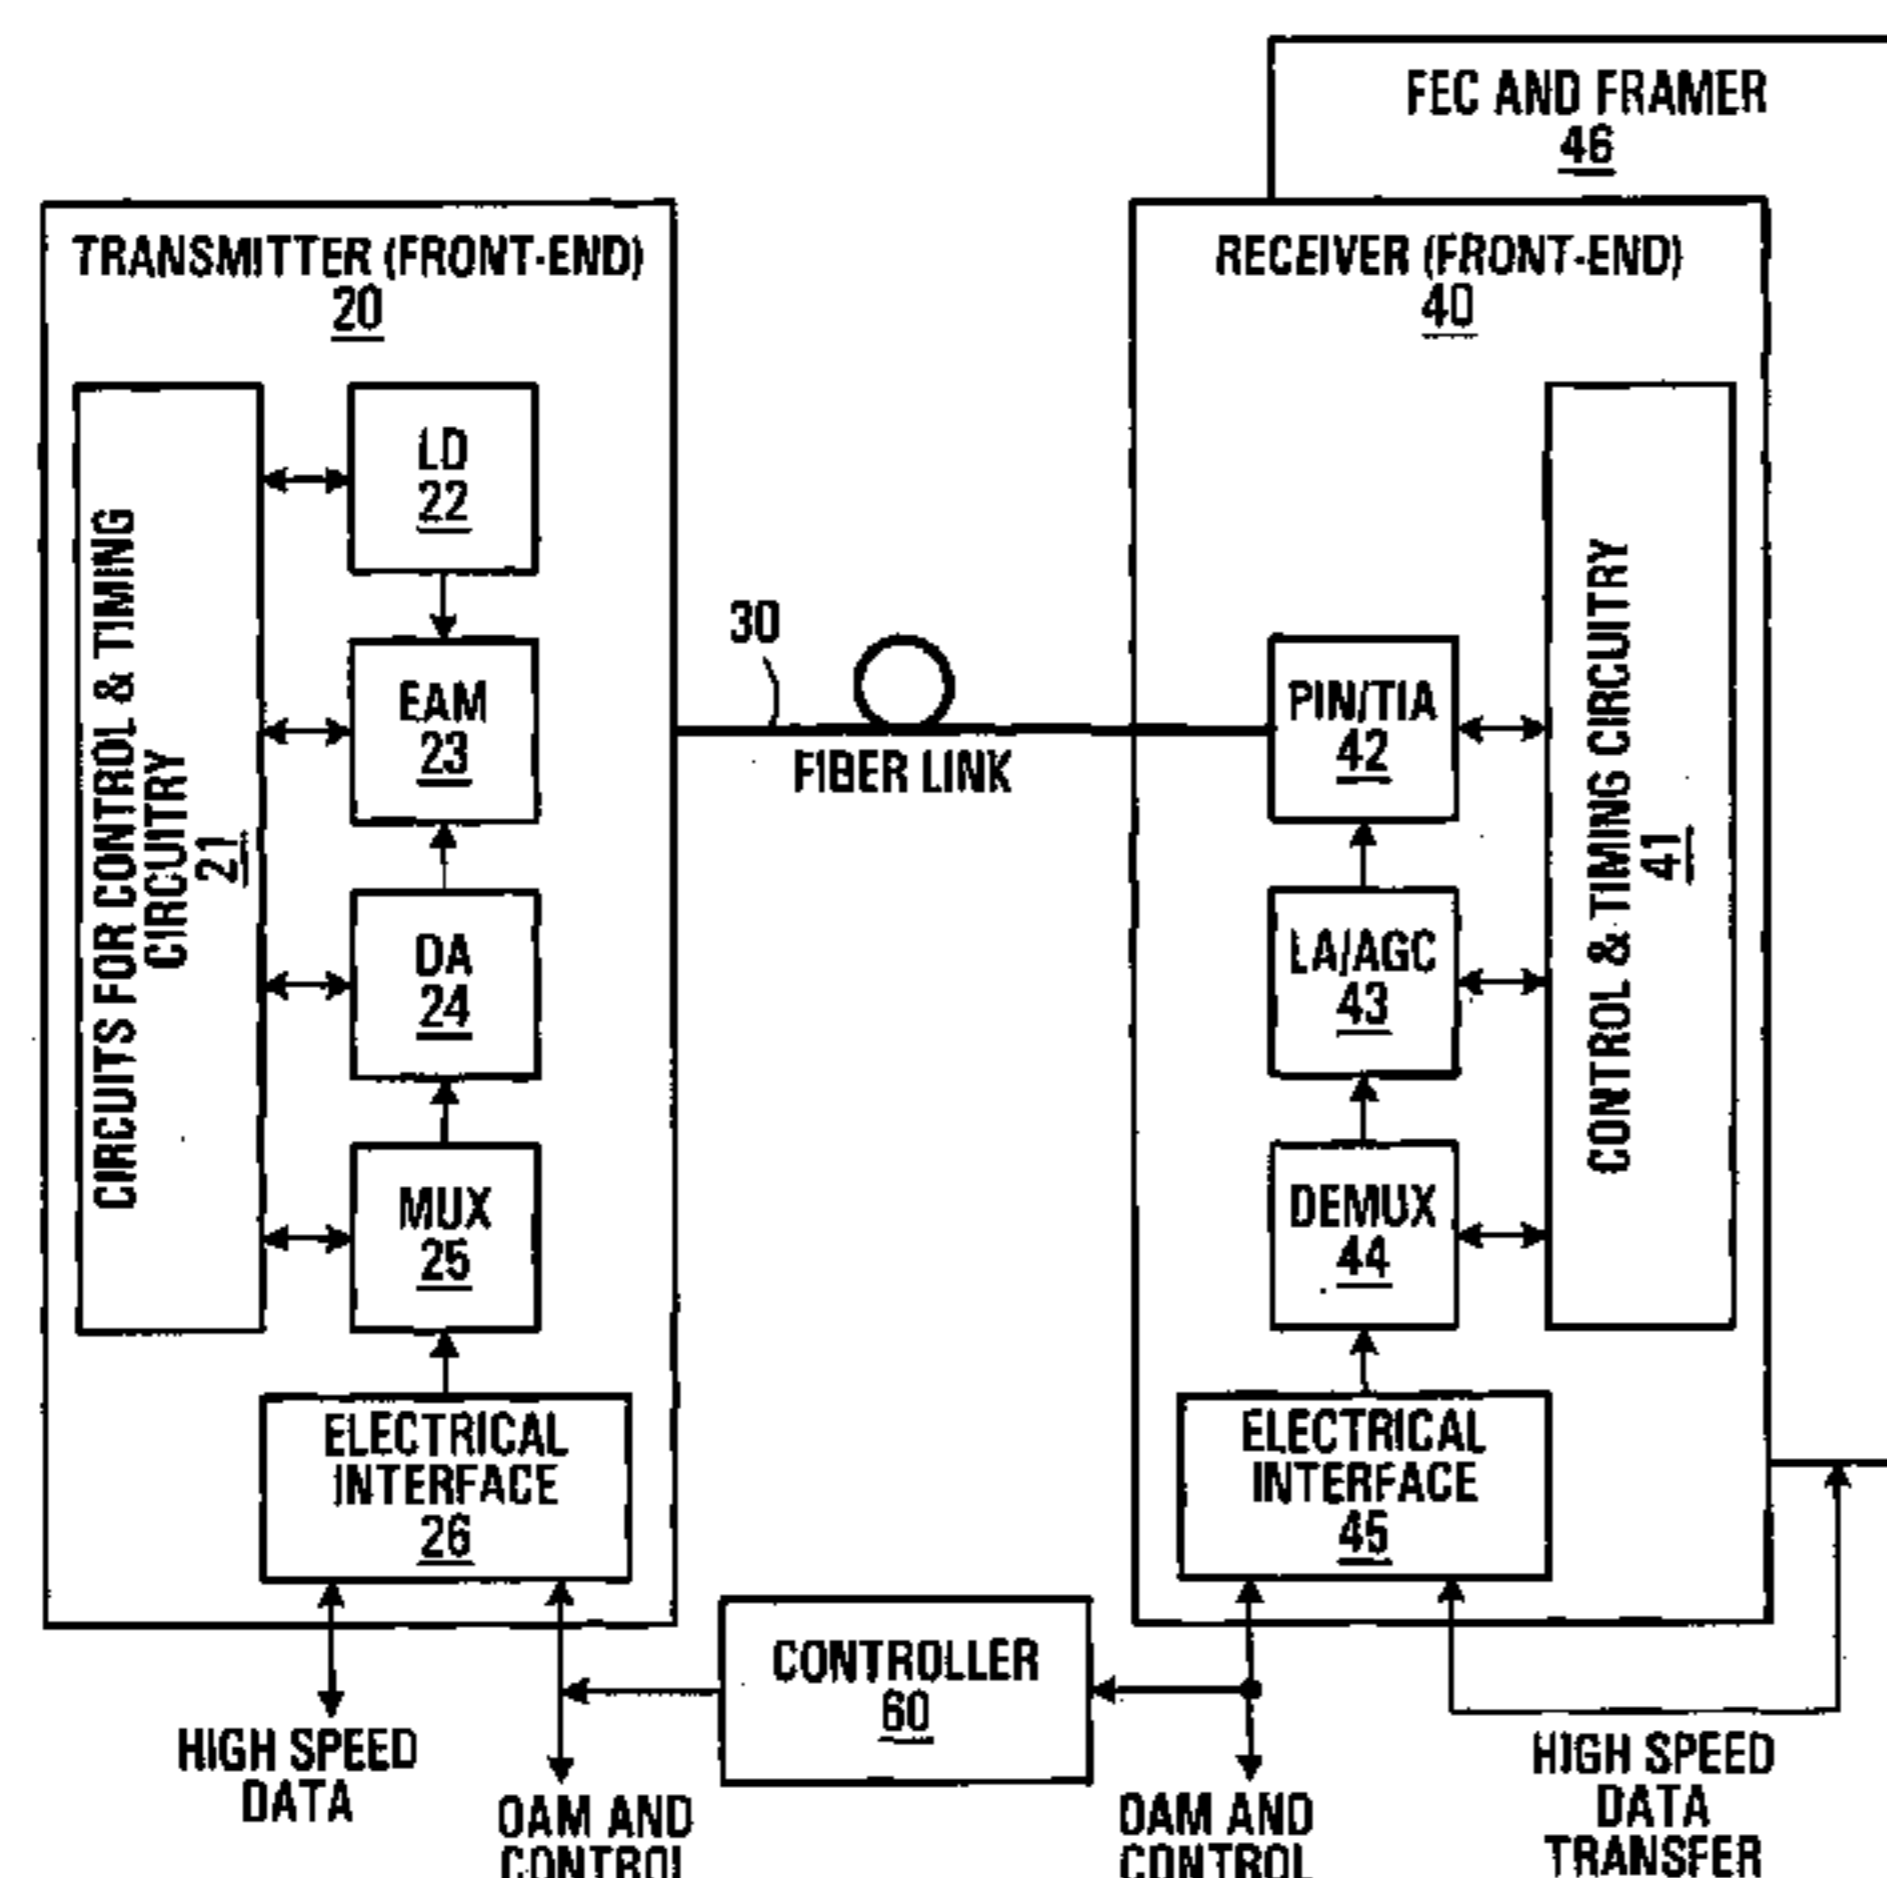 FEC AND FRAMER
46
TRANSMITTER (FRONT-END)
20
CIRCUITS FOR CONTROL & TIMING
CIRCUITRY
21
LD
22
EAM
23
DA
24
MUX
25
ELECTRICAL
INTERFACE
26
HIGH SPEED
DATA
OAM AND
CONTROL
30
FIBER LINK
CONTROLLER
60
RECEIVER (FRONT-END)
40
PIN/TIA
42
LA/AGC
43
DEMUX
44
CONTROL & TIMING CIRCUITRY
41
ELECTRICAL
INTERFACE
45
OAM AND
CONTROL
HIGH SPEED
DATA
TRANSFER